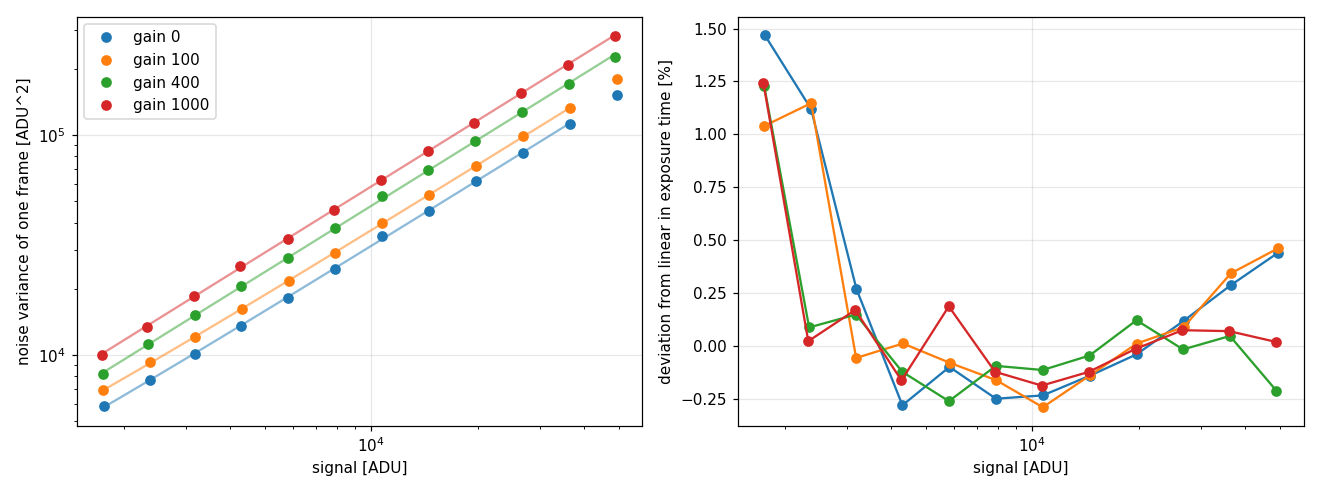 noise variance of one frame [ADU^2]
10^5
10^4
gain 0
gain 100
gain 400
gain 1000
10^4
signal [ADU]
deviation from linear in exposure time [%]
1.50
1.25
1.00
0.75
0.50
0.25
0.00
−0.25
10^4
signal [ADU]